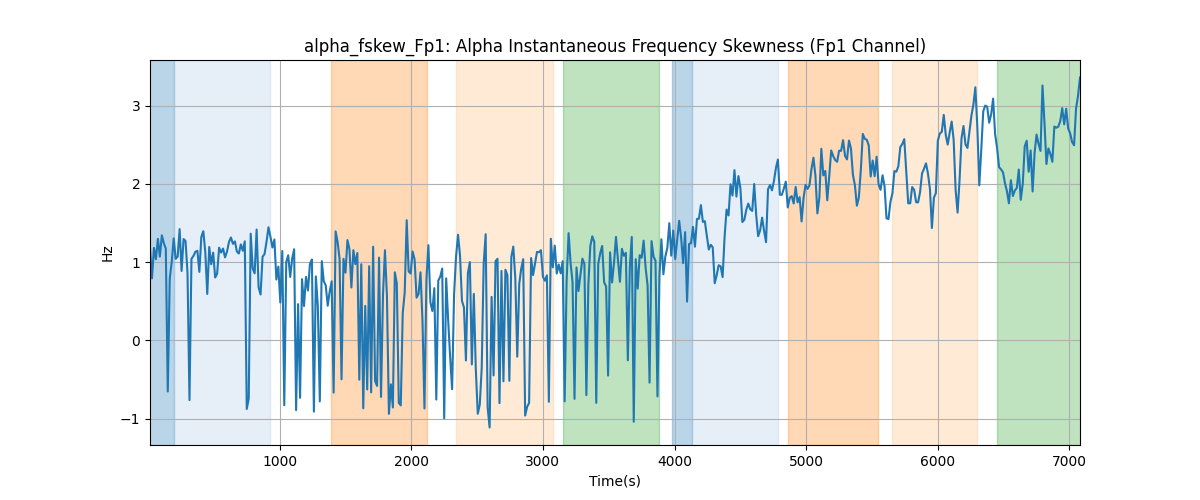 alpha_fskew_Fp1: Alpha Instantaneous Frequency Skewness (Fp1 Channel)
3
2
1
0
−1
Hz
1000 2000 3000 4000 5000 6000 7000
Time(s)